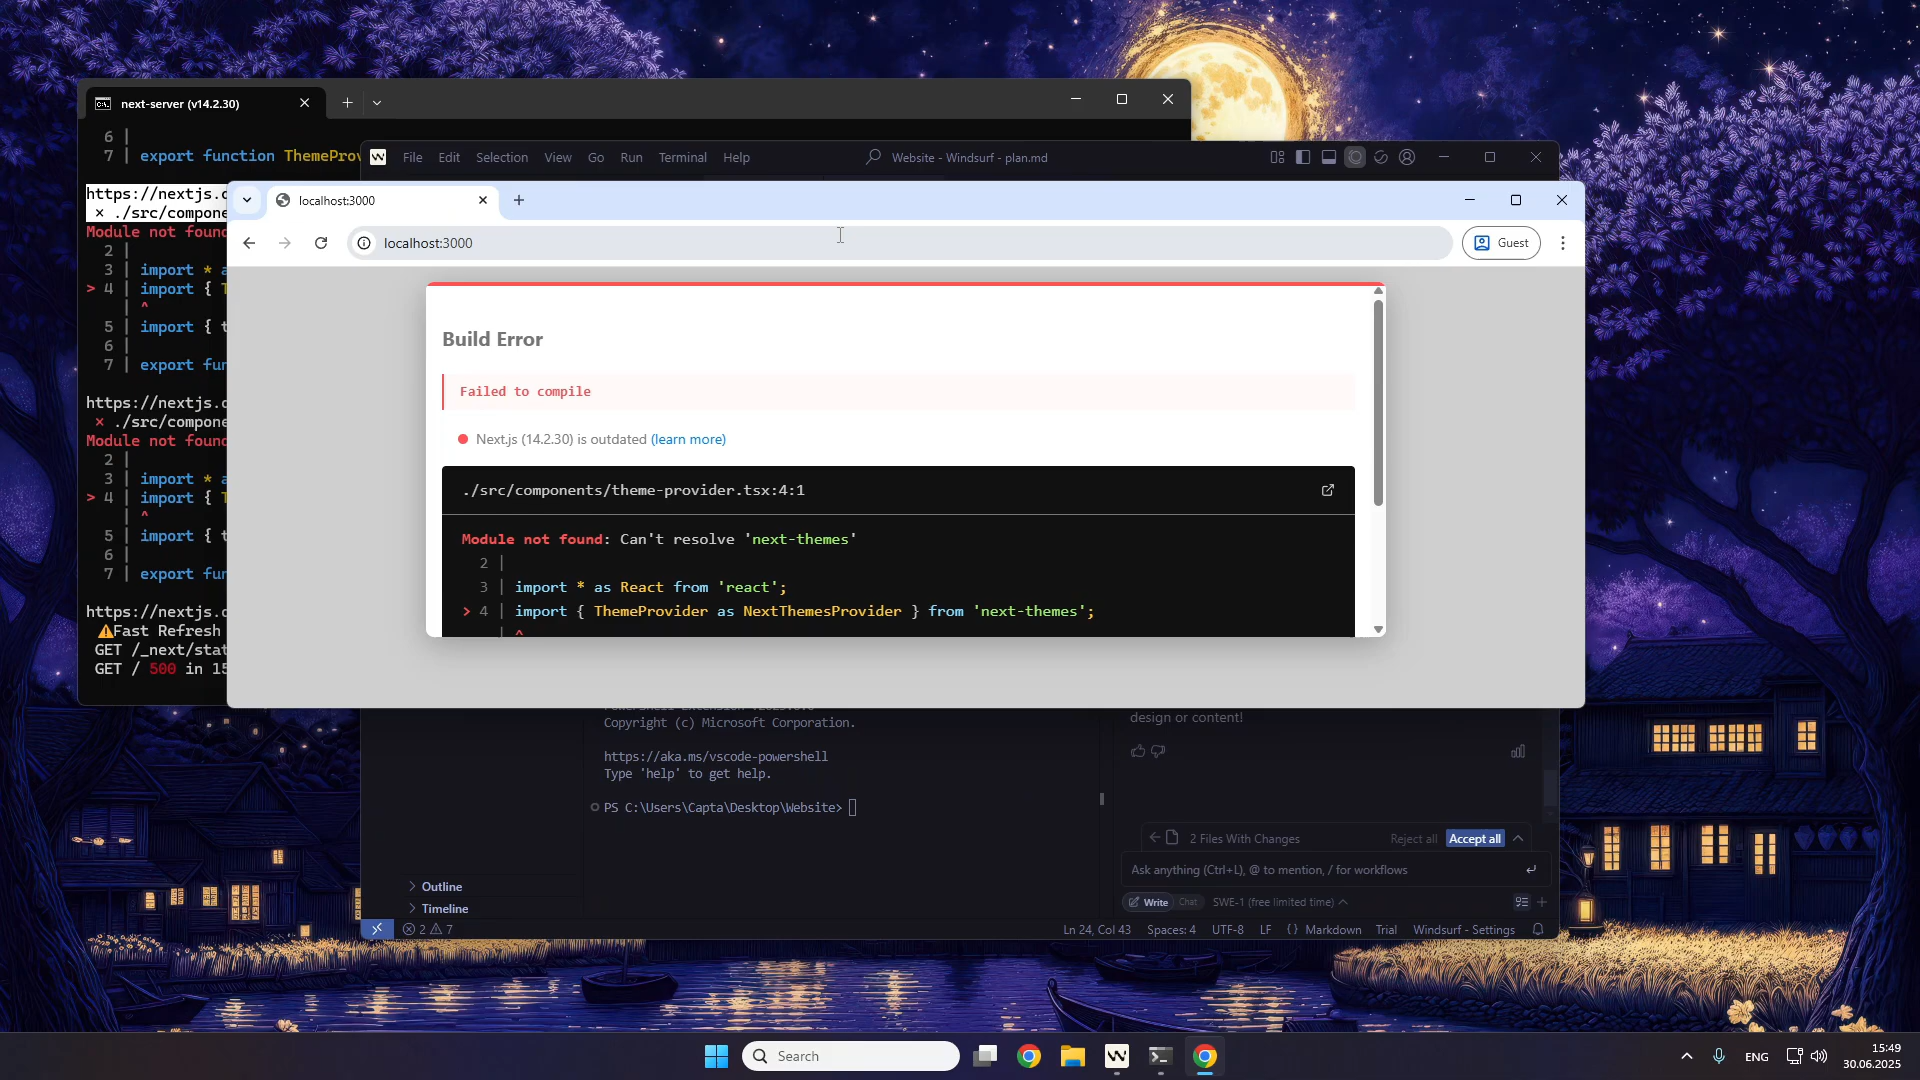 next-server (v14.2.30)
6 |
7 | export function
https://nextjs.
× ./src/compone
Module not found
2 |
3 | import *
> 4 | import {
| ^
5 | import {
6 |
7 | export
https://nextjs.
× ./src/compone
Module not found
2 |
3 | import *
> 4 | import {
| ^
5 | import {
6 |
7 | export
https://nextjs.
⚠Fast Refresh
GET /_next/stat
GET / 500 in 15
File Edit Selection View Go Run Terminal Help
Website - Windsurf - plan.md
localhost:3000
localhost:3000
Guest
Build Error
Failed to compile
Next.js (14.2.30) is outdated (learn more)
./src/components/theme-provider.tsx:4:1
Module not found: Can't resolve 'next-themes'
2 |
3 | import * as React from 'react';
> 4 | import { ThemeProvider as NextThemesProvider } from 'next-themes';
| ^
Copyright (c) Microsoft Corporation.
https://aka.ms/vscode-powershell
Type 'help' to get help.
PS C:\Users\Capta\Desktop\Website>
design or content!
2 Files With Changes
Reject all
Accept all
Ask anything (Ctrl+L), @ to mention, / for workflows
Write Chat SWE-1 (free limited time)
Outline
Timeline
2 7
Ln 24, Col 43 Spaces: 4 UTF-8 LF {} Markdown Trial Windsurf - Settings
Search
ENG
15:49
30.06.2025